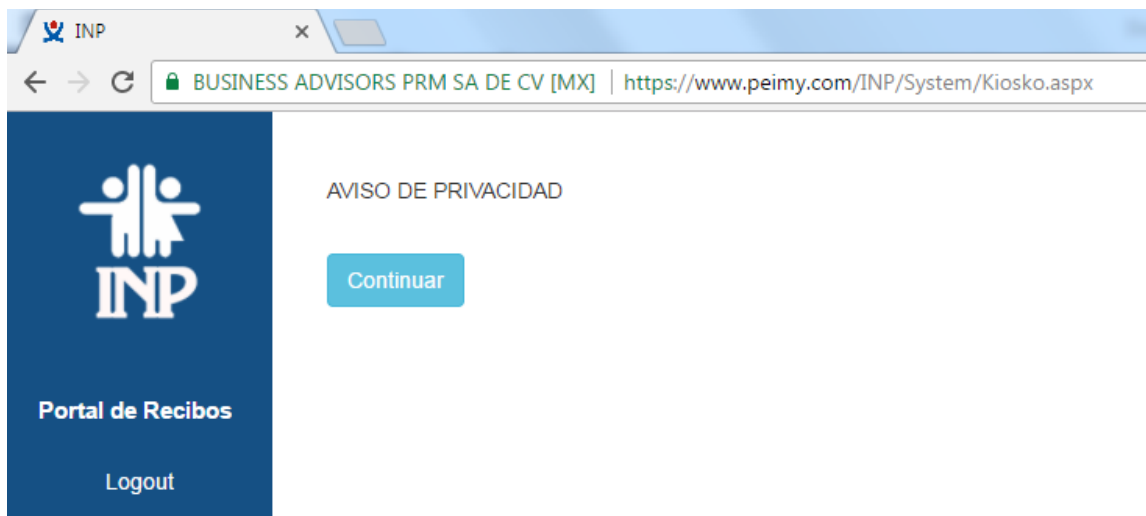 INP
BUSINESS ADVISORS PRM SA DE CV [MX] | https://www.peimy.com/INP/System/Kiosko.aspx
INP
AVISO DE PRIVACIDAD
Continuar
Portal de Recibos
Logout